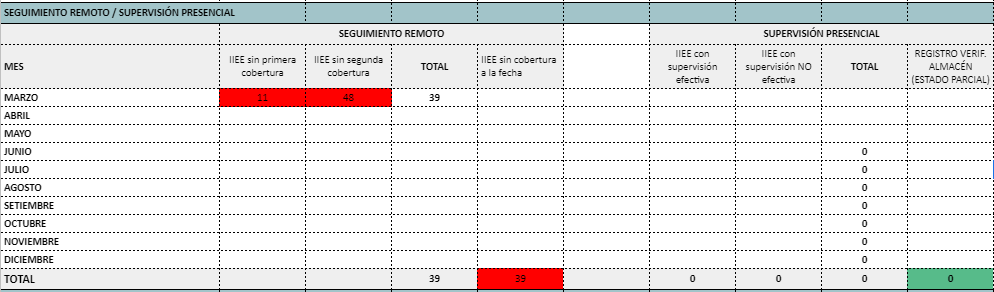 SEGUIMIENTO REMOTO / SUPERVISIÓN PRESENCIAL
SEGUIMIENTO REMOTO SUPERVISIÓN PRESENCIAL
MES IIEE sin primera cobertura IIEE sin segunda cobertura TOTAL IIEE sin cobertura a la fecha IIEE con supervisión efectiva IIEE con supervisión NO efectiva TOTAL REGISTRO VERIF. ALMACÉN (ESTADO PARCIAL)
MARZO 11 43 39
ABRIL
MAYO
JUNIO 0
JULIO 0
AGOSTO 0
SETIEMBRE 0
OCTUBRE 0
NOVIEMBRE 0
DICIEMBRE 0
TOTAL 39 39 0 0 0 0